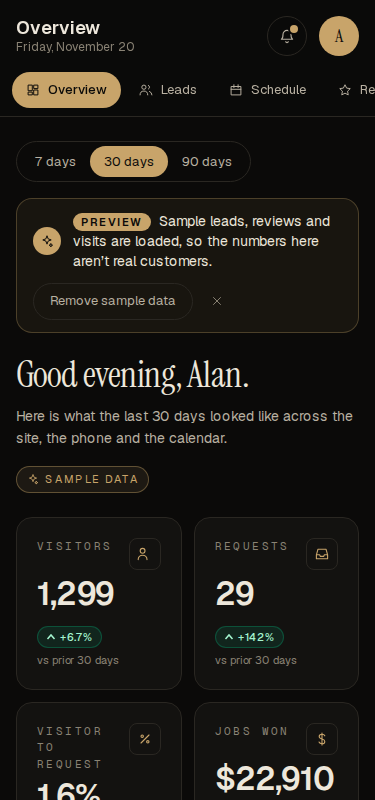 Overview
Friday, November 20
A
Overview
Leads
Schedule
Re
7 days
30 days
90 days
PREVIEW Sample leads, reviews and
visits are loaded, so the numbers here
aren't real customers.
Remove sample data
Good evening, Alan.
Here is what the last 30 days looked like across the
site, the phone and the calendar.
SAMPLE DATA
VISITORS
1,299
+6.7%
vs prior 30 days
REQUESTS
29
+142%
vs prior 30 days
VISITOR
TO
REQUEST
%
1.6%
JOBS WON
$
$22,910